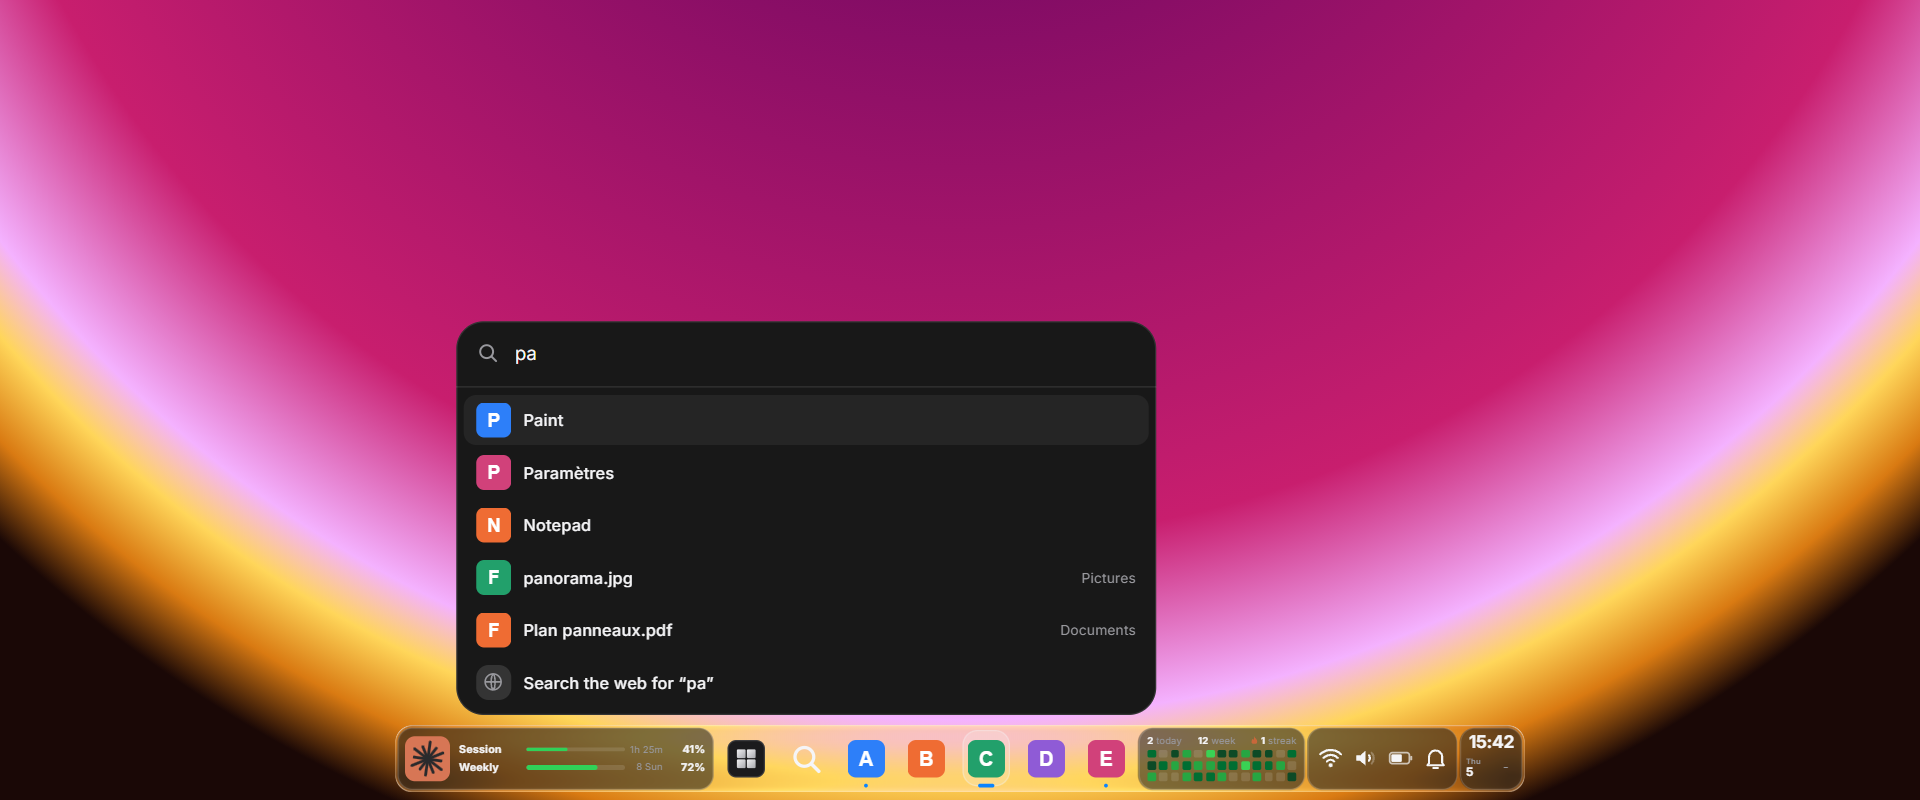 pa
P Paint
P Paramètres
N Notepad
F panorama.jpg Pictures
F Plan panneaux.pdf Documents
Search the web for “pa”
Session 1h 25m 41%
Weekly 8 Sun 72%
A B C D E
2 today 12 week 1 streak
15:42
Thu
5 –